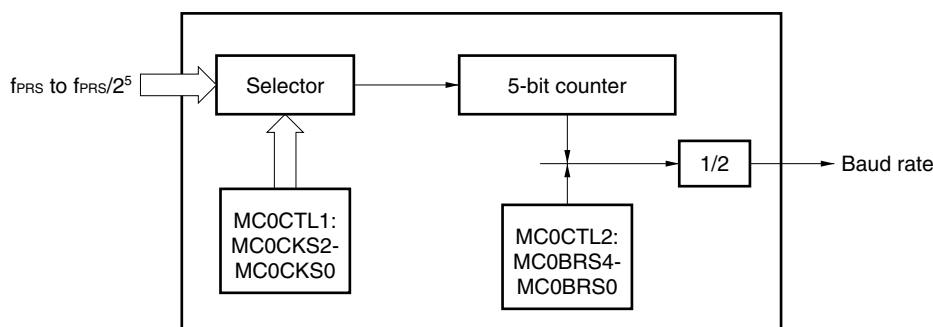 fPRS to fPRS/2⁵
Selector
5-bit counter
1/2
Baud rate
MC0CTL1:
MC0CKS2-
MC0CKS0
MC0CTL2:
MC0BRS4-
MC0BRS0